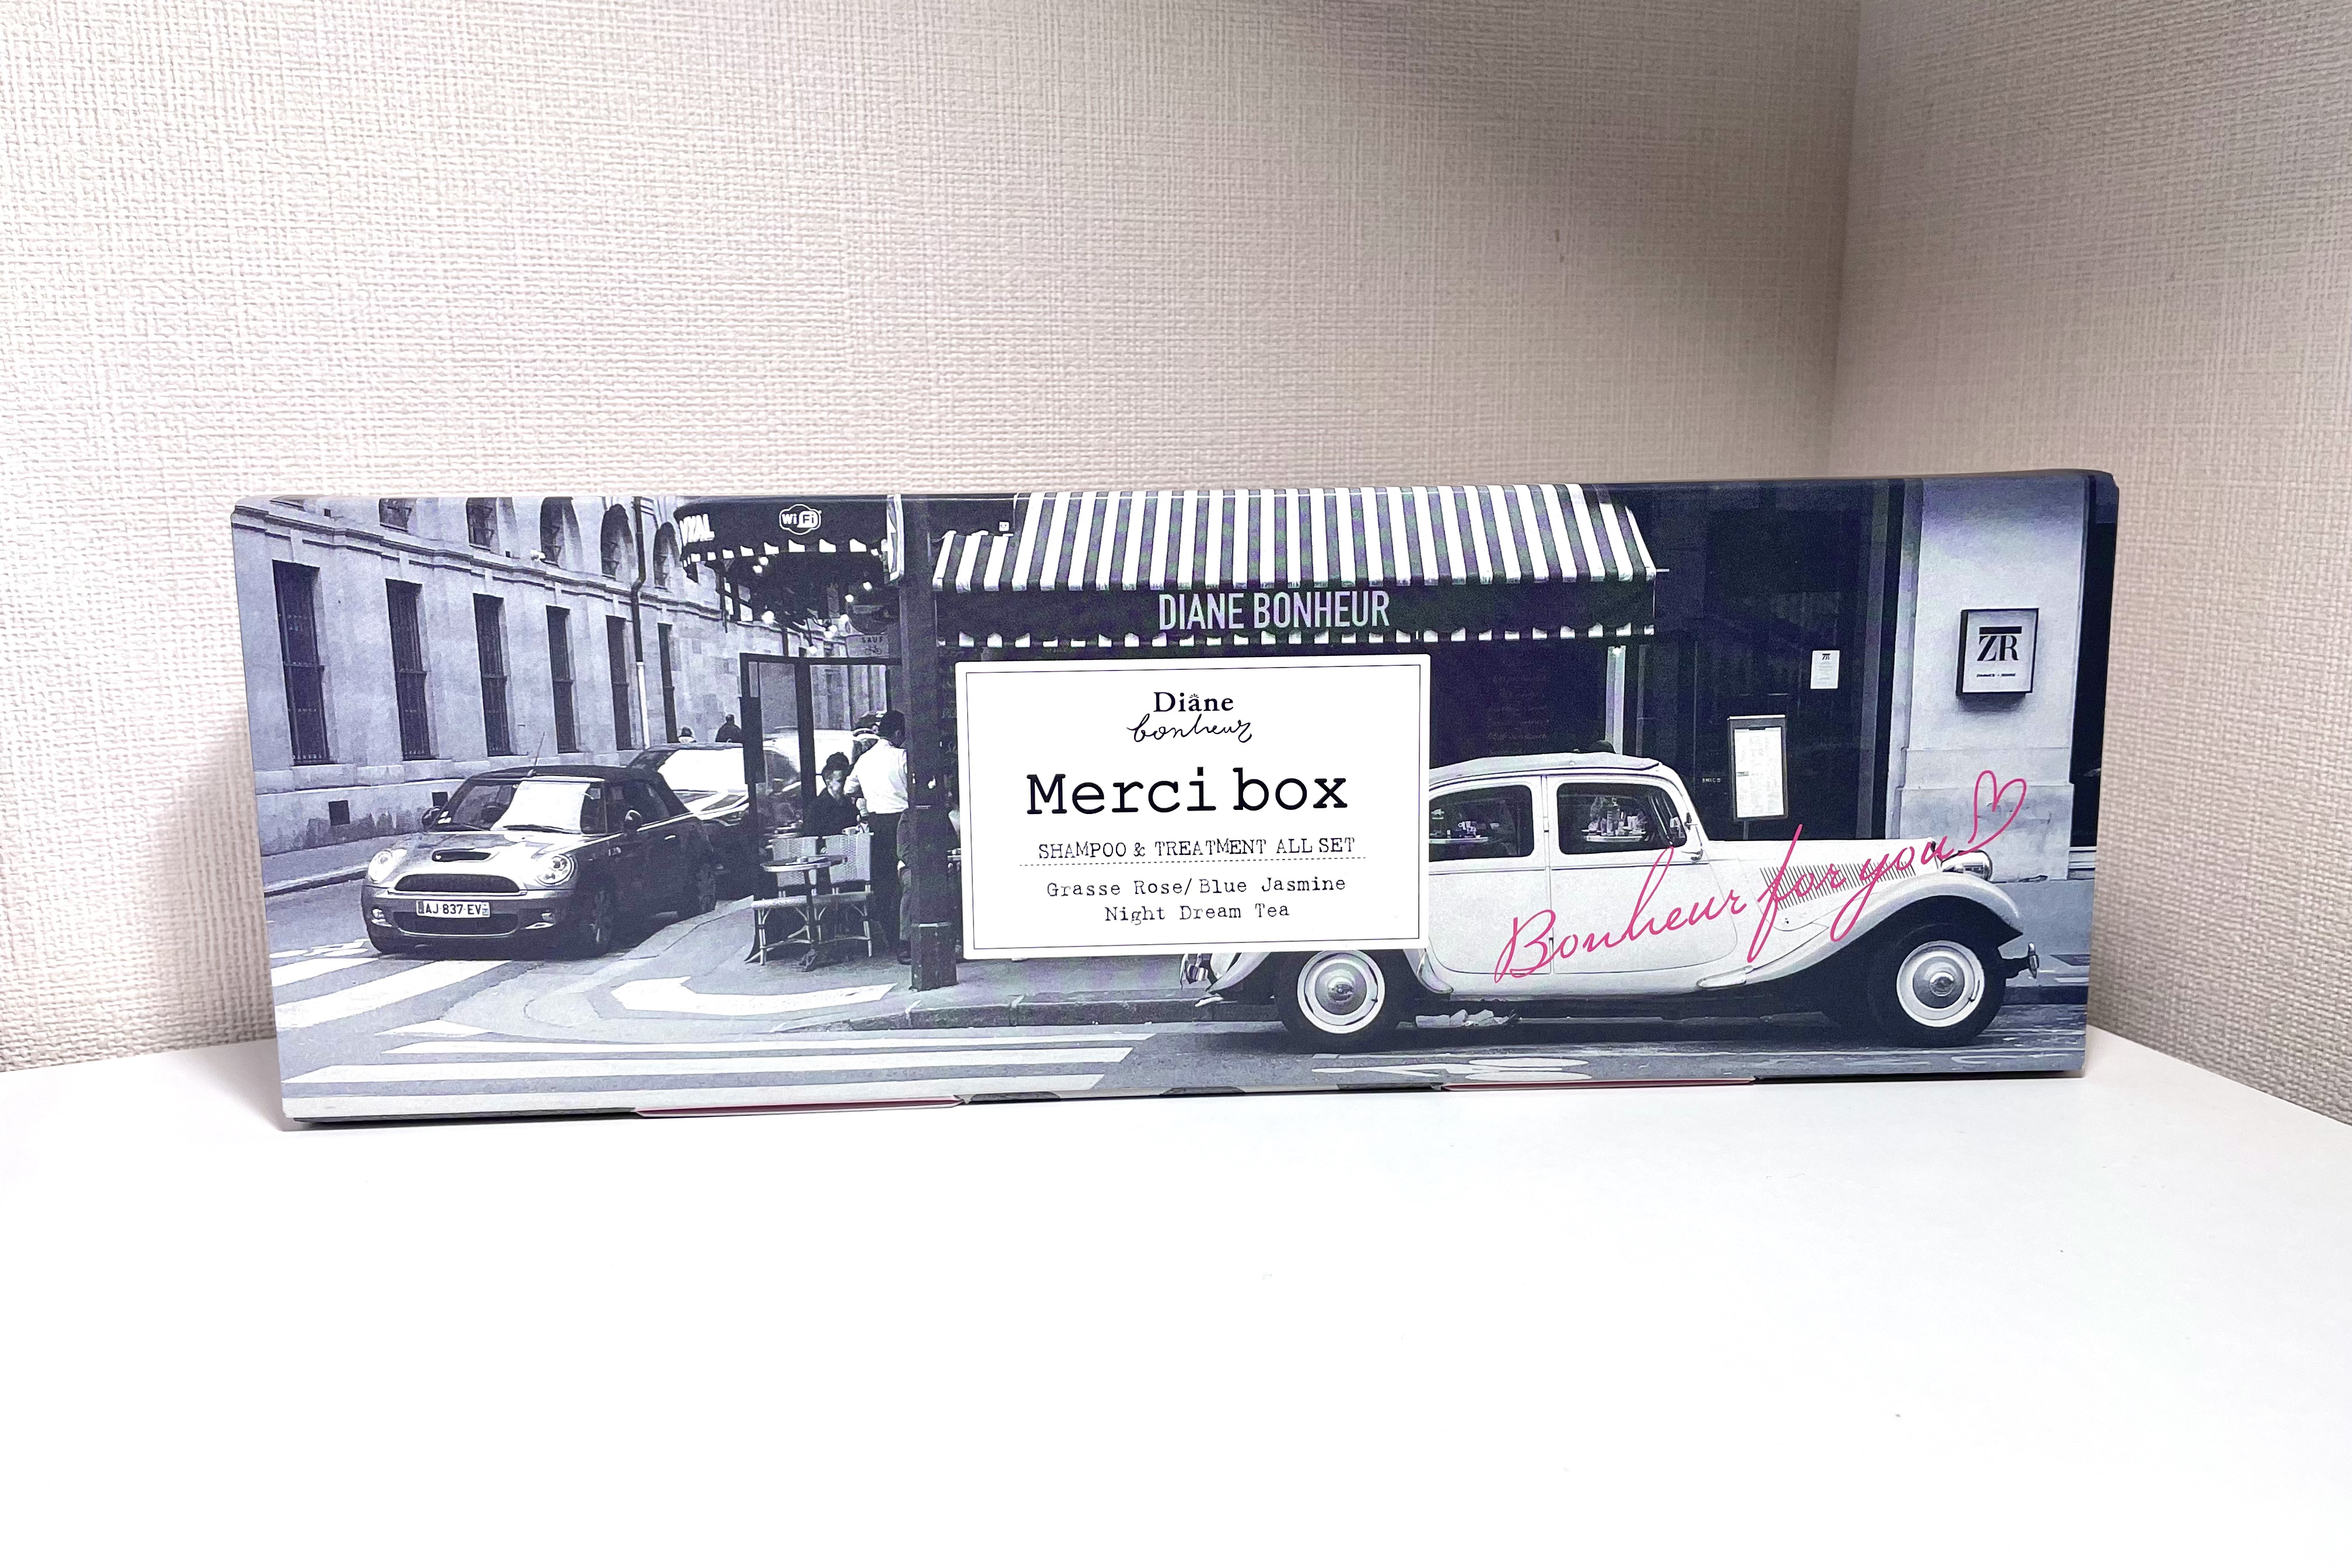 WiFi
SAUF
DIANE BONHEUR
ZR
Diane
bonheur
Merci box
SHAMPOO & TREATMENT ALL SET
Grasse Rose/Blue Jasmine
Night Dream Tea
AJ 837 EV
Bonheur for you